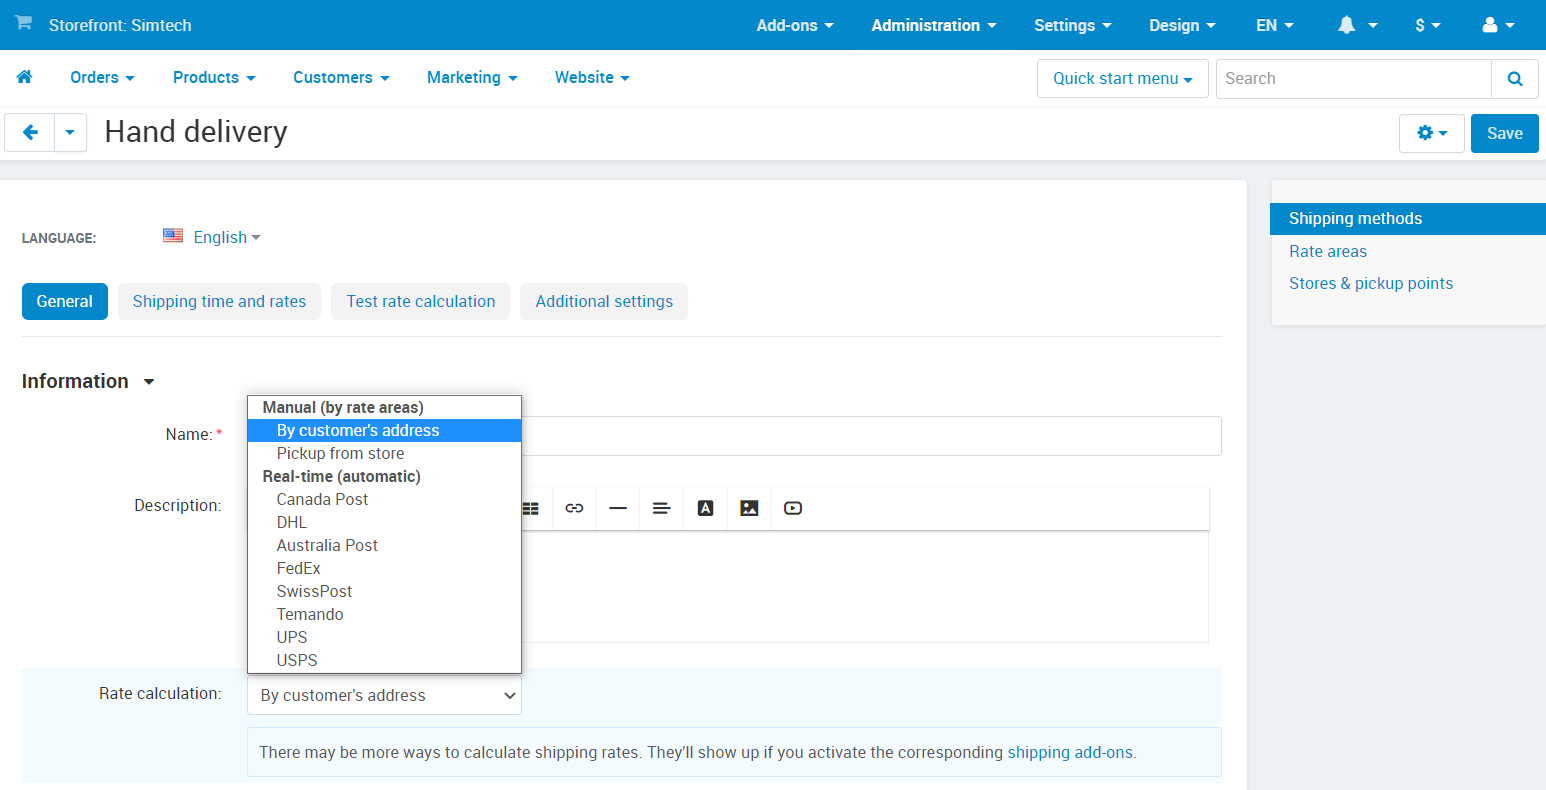 Storefront: Simtech Add-ons Administration Settings Design EN $
Orders Products Customers Marketing Website Quick start menu Search
Hand delivery Save
LANGUAGE: English
General Shipping time and rates Test rate calculation Additional settings
Shipping methods
Rate areas
Stores & pickup points
Information
Name: *
Description:
Manual (by rate areas)
By customer's address
Pickup from store
Real-time (automatic)
Canada Post
DHL
Australia Post
FedEx
SwissPost
Temando
UPS
USPS
Rate calculation: By customer's address
There may be more ways to calculate shipping rates. They'll show up if you activate the corresponding shipping add-ons.